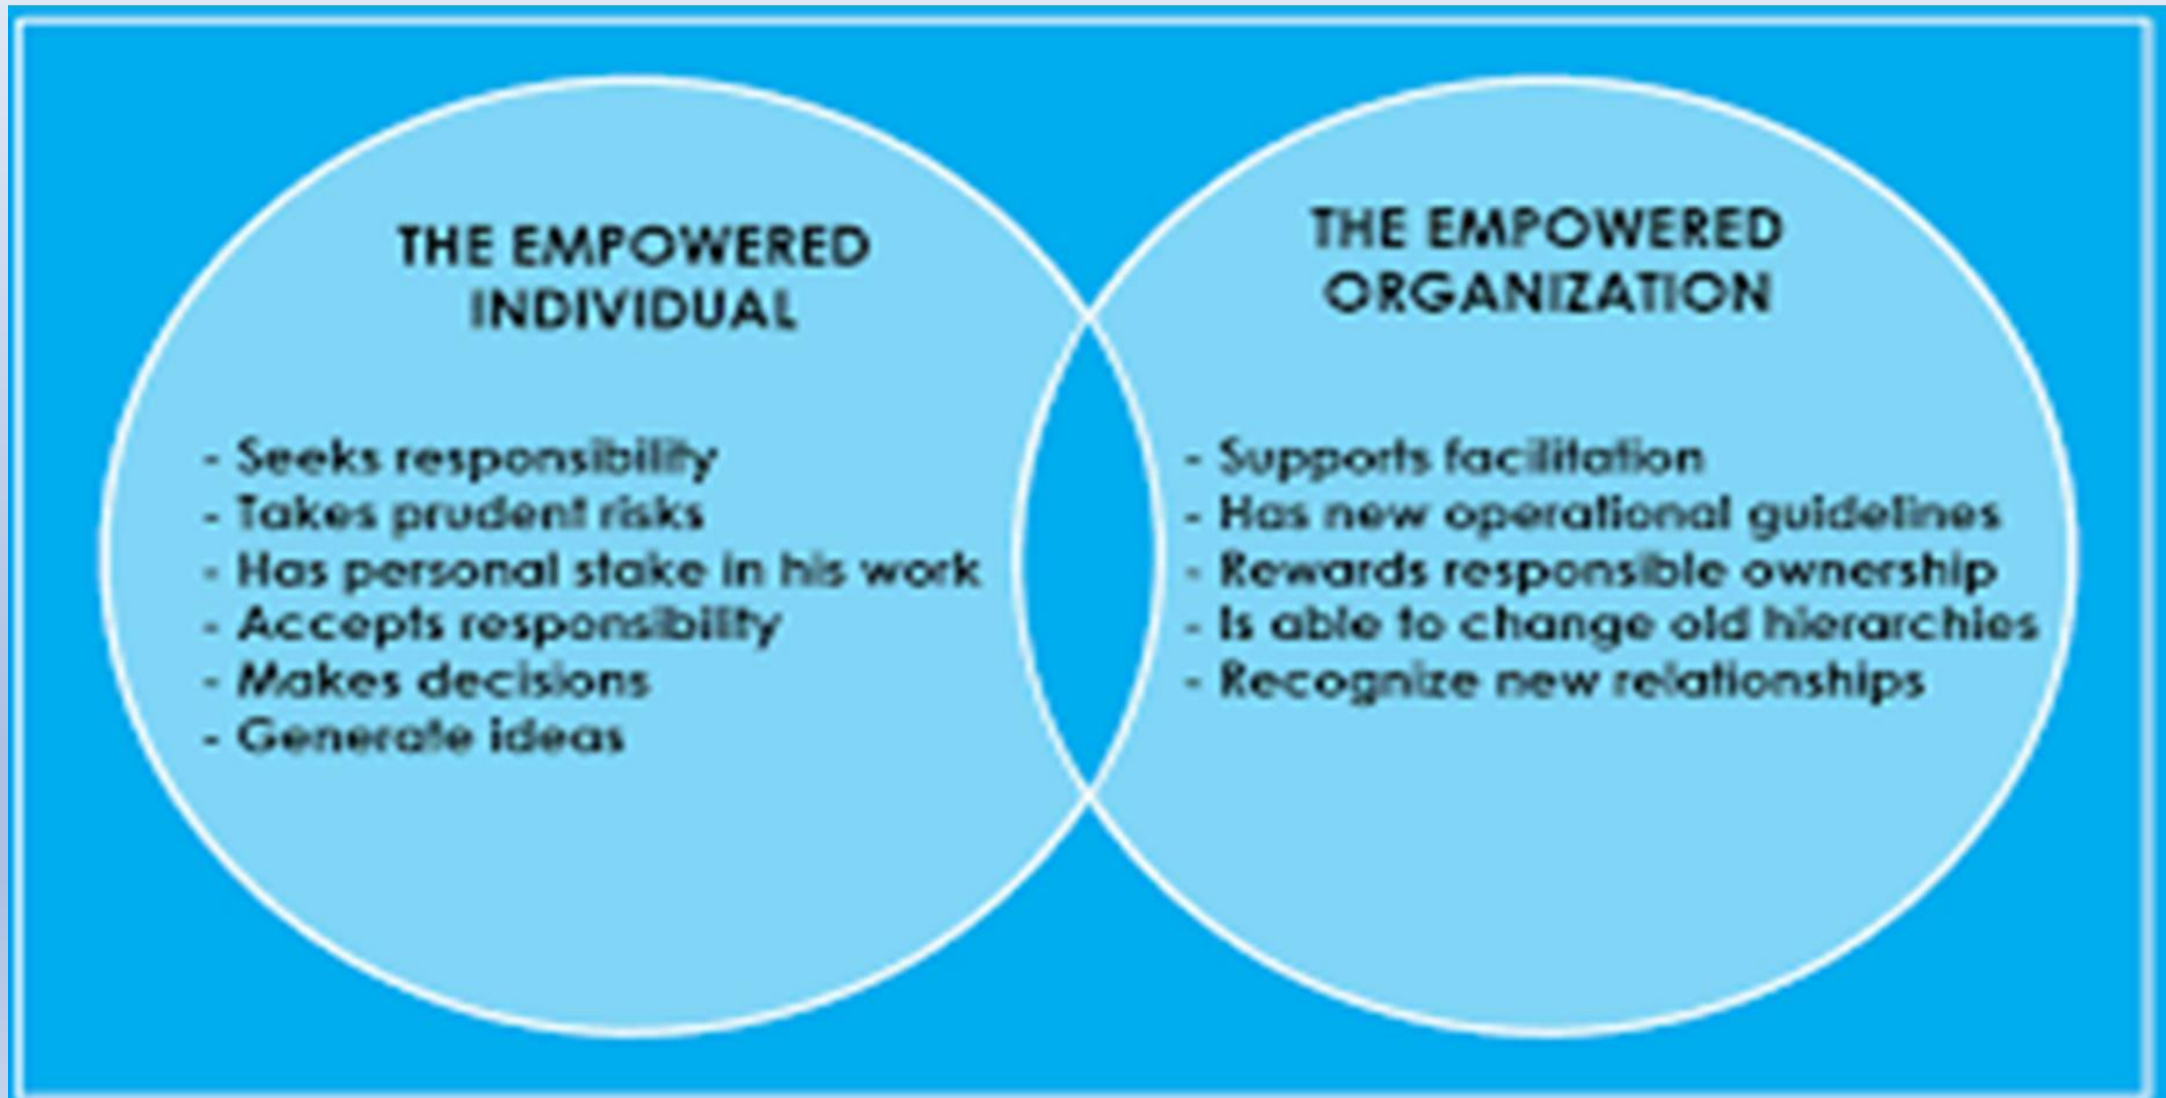 THE EMPOWERED
INDIVIDUAL
- Seeks responsibility
- Takes prudent risks
- Has personal stake in his work
- Accepts responsibility
- Makes decisions
- Generate ideas
THE EMPOWERED
ORGANIZATION
- Supports facilitation
- Has new operational guidelines
- Rewards responsible ownership
- Is able to change old hierarchies
- Recognize new relationships